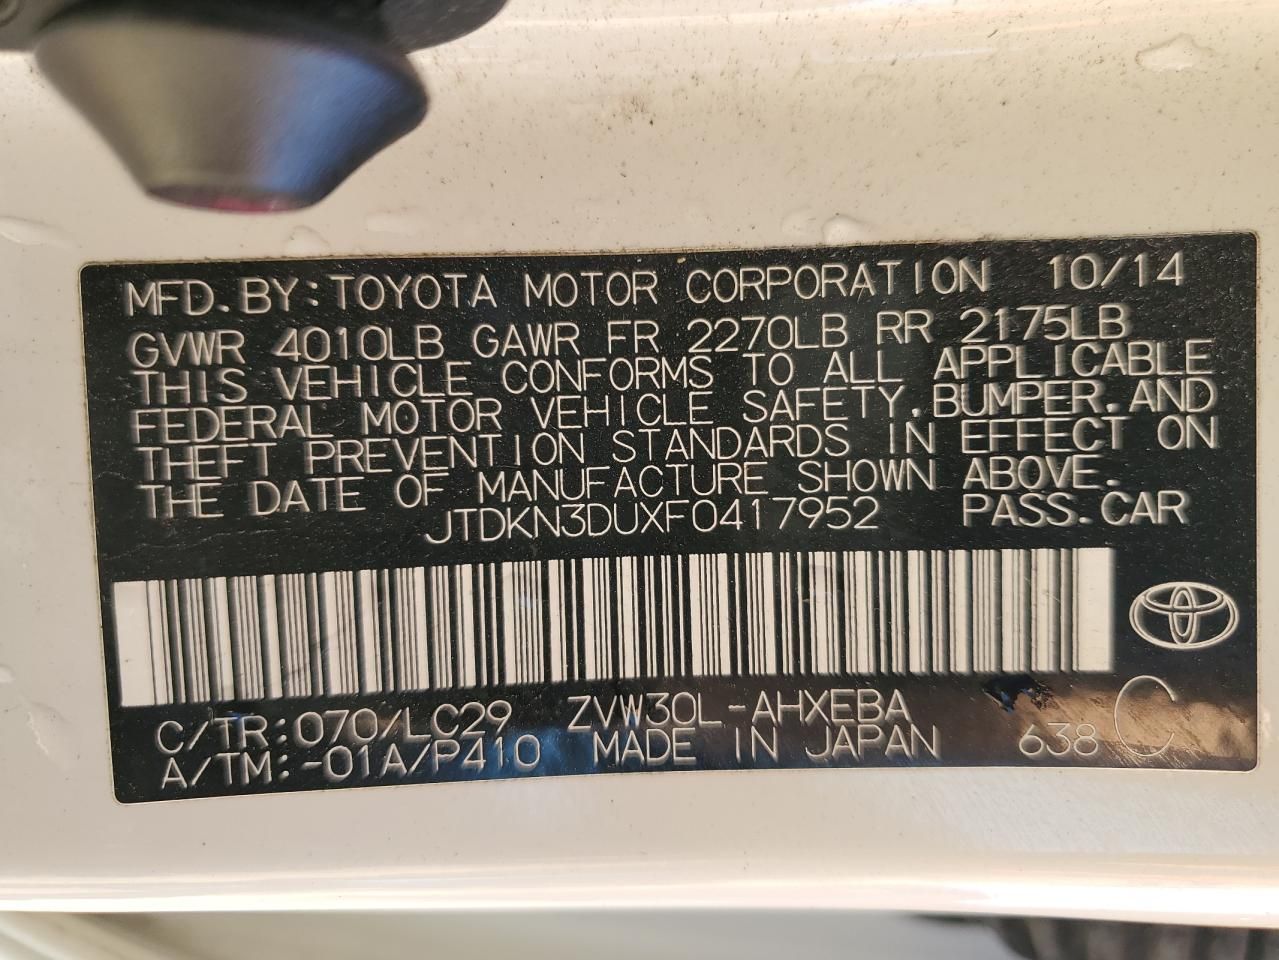 MFD.BY:TOYOTA MOTOR CORPORATION 10/14
GVWR 4010LB GAWR FR 2270LB RR 2175LB
THIS VEHICLE CONFORMS TO ALL APPLICABLE
FEDERAL MOTOR VEHICLE SAFETY,BUMPER,AND
THEFT PREVENTION STANDARDS IN EFFECT ON
THE DATE OF MANUFACTURE SHOWN ABOVE.
JTDKN3DUXF0417952 PASS.CAR
C/TR:070/LC29 ZVW30L-AHXEBA
A/TM:-01A/P410 MADE IN JAPAN 638 C